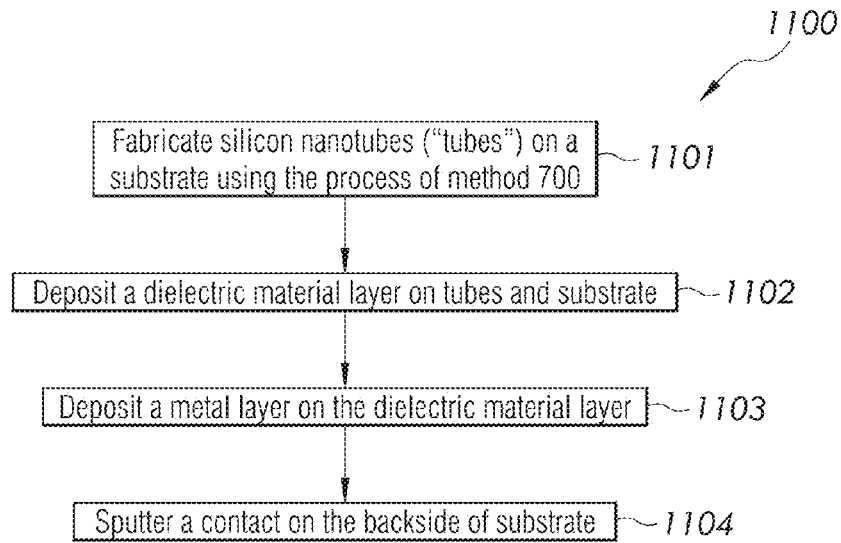 1100
Fabricate silicon nanotubes (“tubes”) on a
substrate using the process of method 700
1101
Deposit a dielectric material layer on tubes and substrate
1102
Deposit a metal layer on the dielectric material layer
1103
Sputter a contact on the backside of substrate
1104